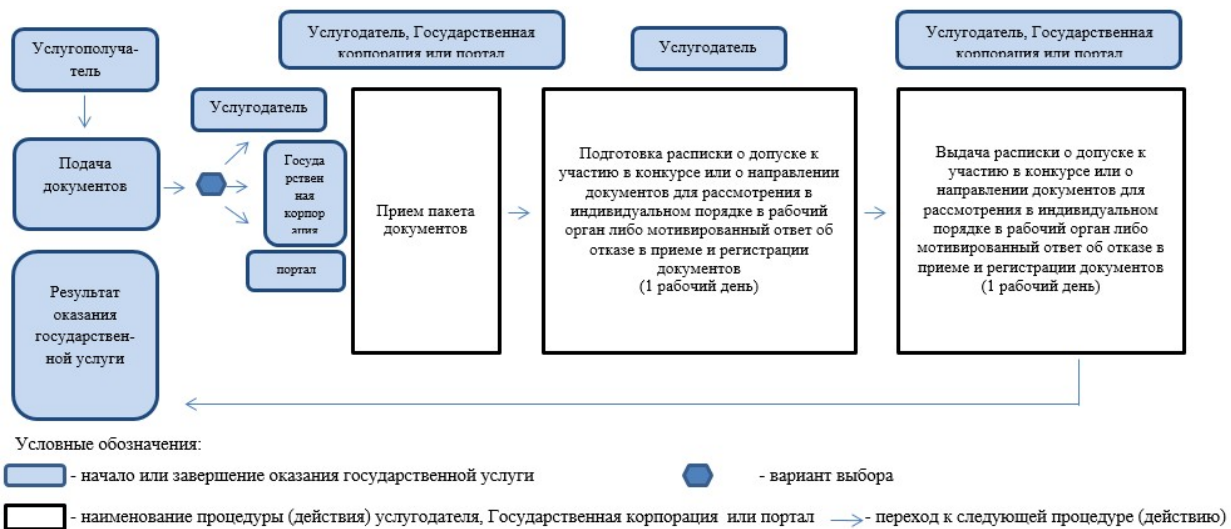 Услугополуча-
тель
Подача
документов
Результат
оказания
государствен-
ной услуги
Услугодатель, Государственная
корпорация или портал
Услугодатель
Госуда
рствен
ная
корпор
ация
портал
Прием пакета
документов
Услугодатель
Подготовка расписки о допуске к
участию в конкурсе или о направлении
документов для рассмотрения в
индивидуальном порядке в рабочий
орган либо мотивированный ответ об
отказе в приеме и регистрации
документов
(1 рабочий день)
Услугодатель, Государственная
корпорация или портал
Выдача расписки о допуске к
участию в конкурсе или о
направлении документов для
рассмотрения в индивидуальном
порядке в рабочий орган либо
мотивированный ответ об отказе в
приеме и регистрации документов
(1 рабочий день)
Условные обозначения:
- начало или завершение оказания государственной услуги
- вариант выбора
- наименование процедуры (действия) услугодателя, Государственная корпорация или портал
- переход к следующей процедуре (действию)